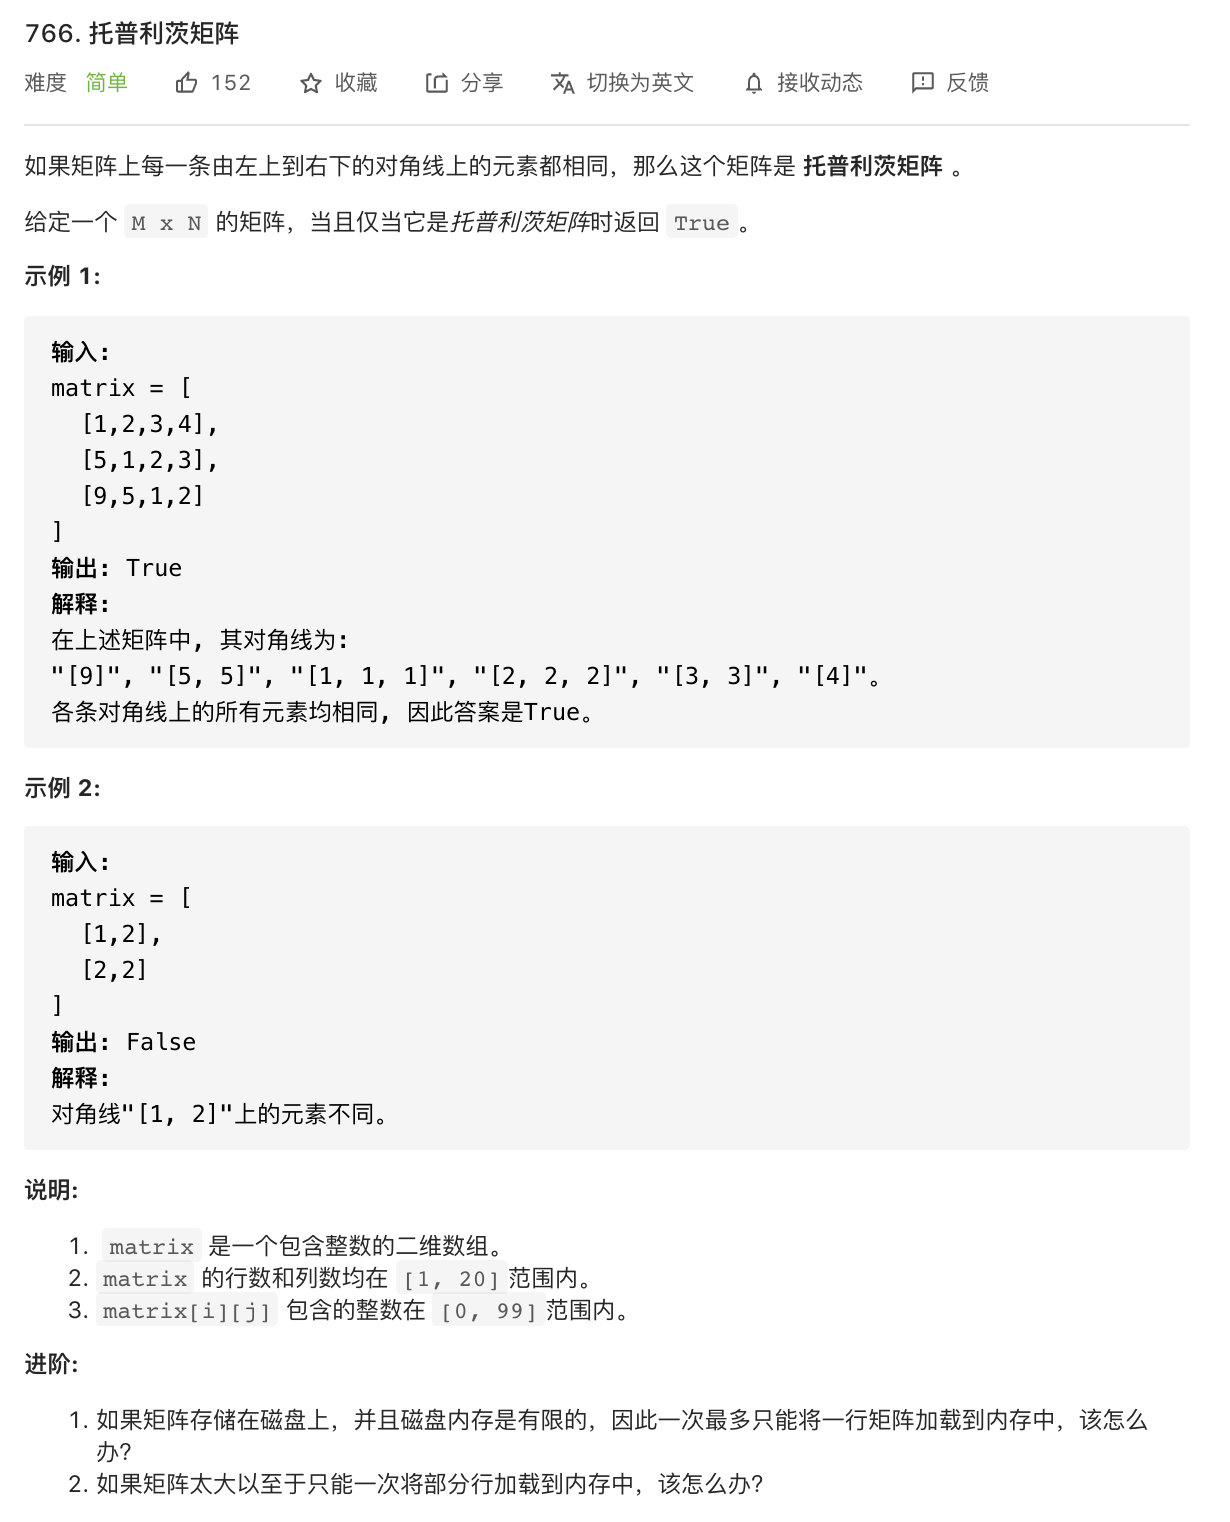 766. 托普利茨矩阵
难度 简单 152 收藏 分享 切换为英文 接收动态 反馈
如果矩阵上每一条由左上到右下的对角线上的元素都相同，那么这个矩阵是 托普利茨矩阵 。
给定一个 M x N 的矩阵，当且仅当它是托普利茨矩阵时返回 True 。
示例 1:
输入:
matrix = [
  [1,2,3,4],
  [5,1,2,3],
  [9,5,1,2]
]
输出: True
解释:
在上述矩阵中, 其对角线为:
"[9]", "[5, 5]", "[1, 1, 1]", "[2, 2, 2]", "[3, 3]", "[4]"。
各条对角线上的所有元素均相同, 因此答案是True。
示例 2:
输入:
matrix = [
  [1,2],
  [2,2]
]
输出: False
解释:
对角线"[1, 2]"上的元素不同。
说明:
1. matrix 是一个包含整数的二维数组。
2. matrix 的行数和列数均在 [1, 20]范围内。
3. matrix[i][j] 包含的整数在 [0, 99]范围内。
进阶:
1. 如果矩阵存储在磁盘上，并且磁盘内存是有限的，因此一次最多只能将一行矩阵加载到内存中，该怎么
办?
2. 如果矩阵太大以至于只能一次将部分行加载到内存中，该怎么办?